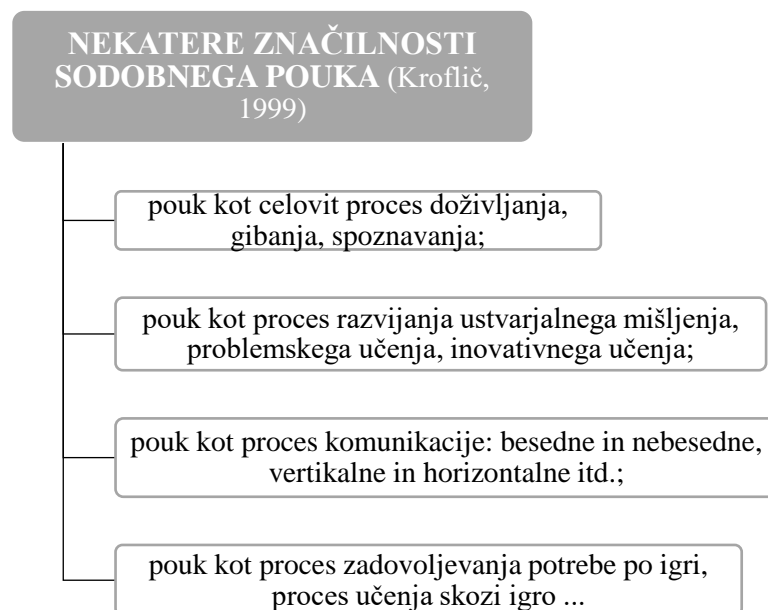 NEKATERE ZNAČILNOSTI
SODOBNEGA POUKA (Kroflič,
1999)
pouk kot celovit proces doživljanja,
gibanja, spoznavanja;
pouk kot proces razvijanja ustvarjalnega mišljenja,
problemskega učenja, inovativnega učenja;
pouk kot proces komunikacije: besedne in nebesedne,
vertikalne in horizontalne itd.;
pouk kot proces zadovoljevanja potrebe po igri,
proces učenja skozi igro ...